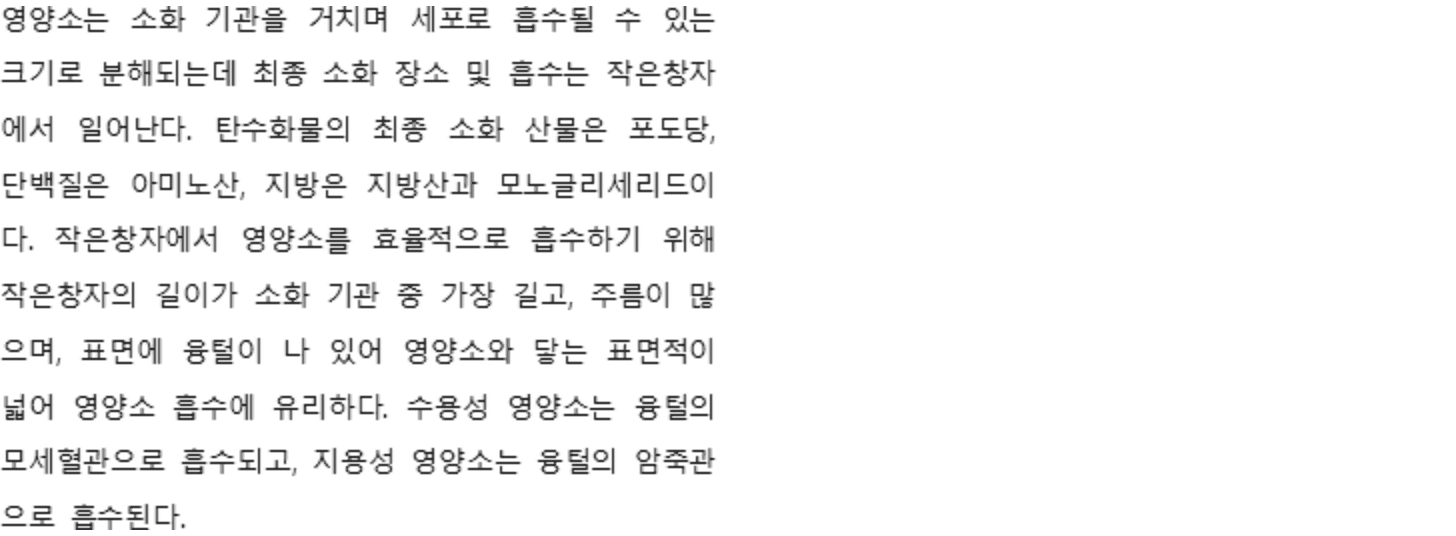 영양소는 소화 기관을 거치며 세포로 흡수될 수 있는
크기로 분해되는데 최종 소화 장소 및 흡수는 작은창자
에서 일어난다. 탄수화물의 최종 소화 산물은 포도당,
단백질은 아미노산, 지방은 지방산과 모노글리세리드이
다. 작은창자에서 영양소를 효율적으로 흡수하기 위해
작은창자의 길이가 소화 기관 중 가장 길고, 주름이 많
으며, 표면에 융털이 나 있어 영양소와 닿는 표면적이
넓어 영양소 흡수에 유리하다. 수용성 영양소는 융털의
모세혈관으로 흡수되고, 지용성 영양소는 융털의 암죽관
으로 흡수된다.